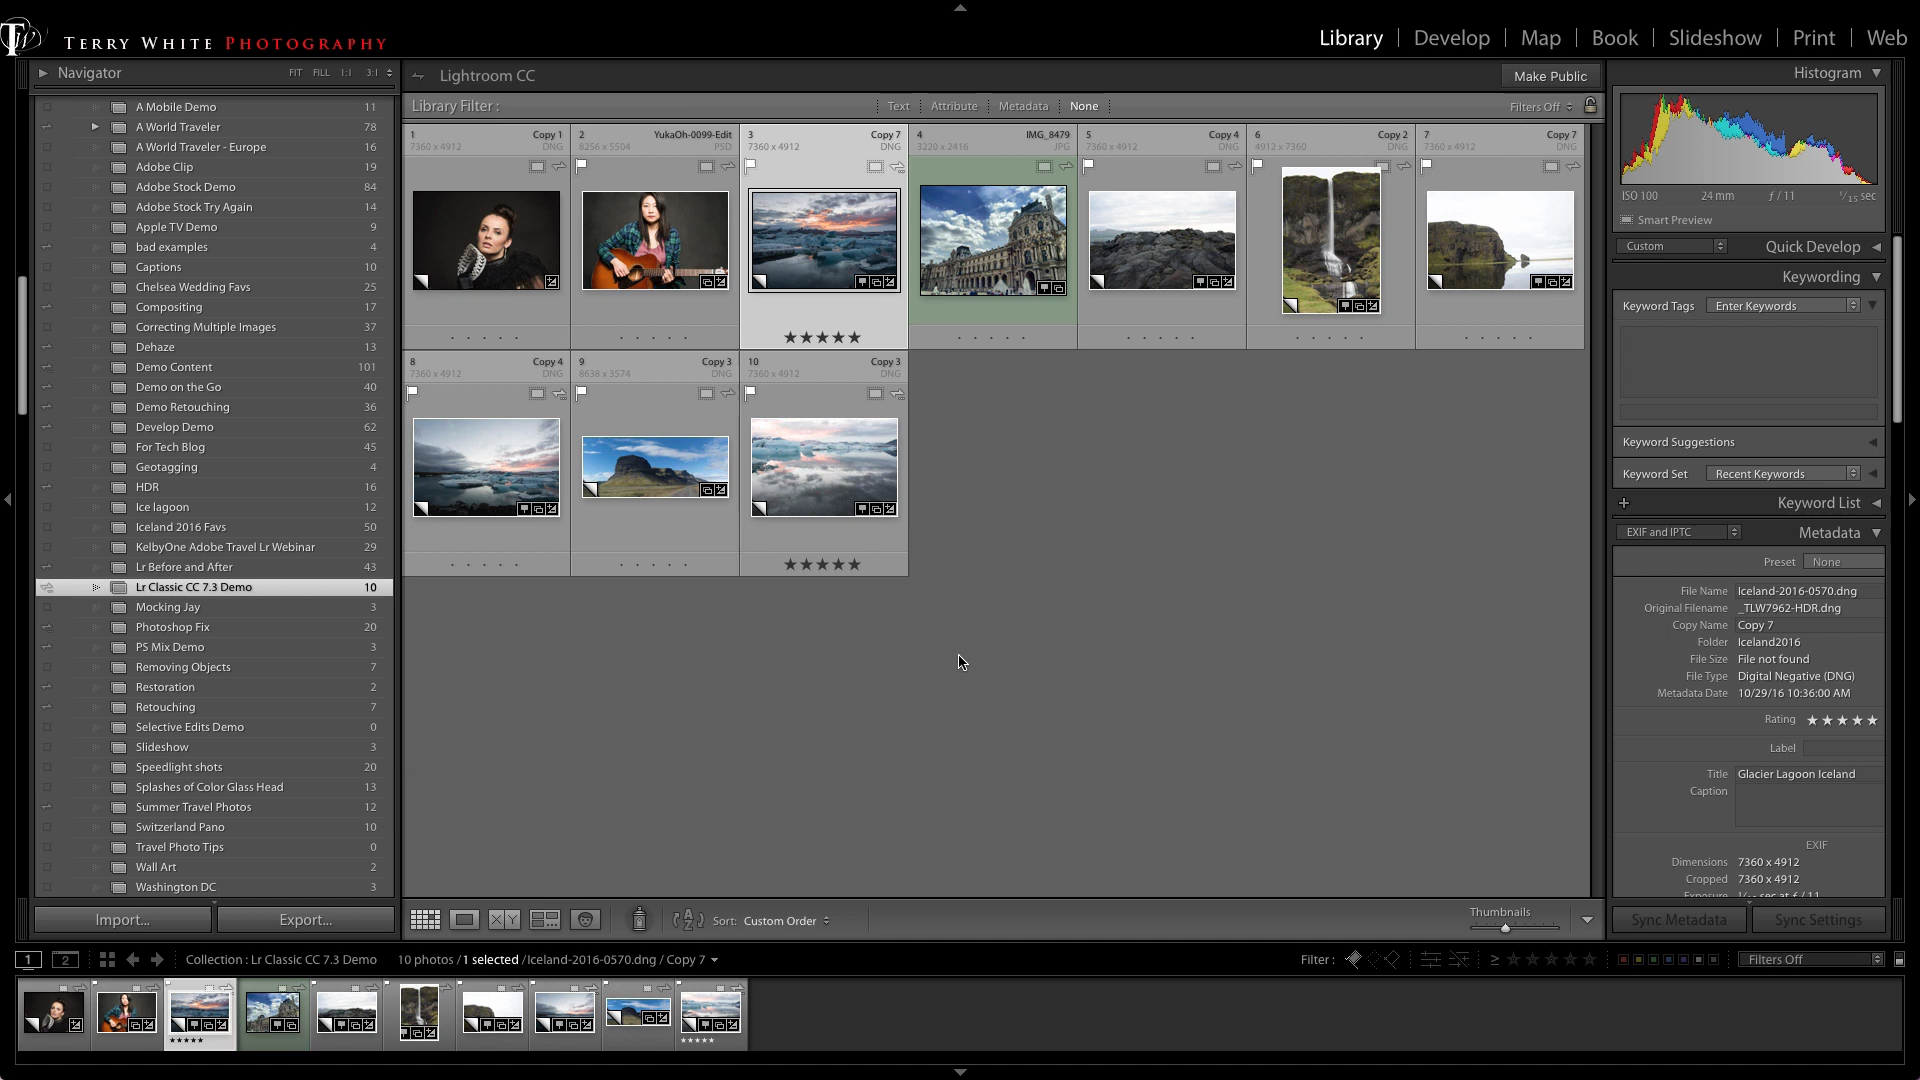 TERRY WHITE PHOTOGRAPHY
Library | Develop | Map | Book | Slideshow | Print | Web
Navigator FIT FILL 1:1 3:1
A Mobile Demo 11
A World Traveler 78
A World Traveler - Europe 16
Adobe Clip 19
Adobe Stock Demo 84
Adobe Stock Try Again 14
Apple TV Demo 9
bad examples 4
Captions 10
Chelsea Wedding Favs 25
Compositing 17
Correcting Multiple Images 37
Dehaze 13
Demo Content 101
Demo on the Go 40
Demo Retouching 36
Develop Demo 62
For Tech Blog 45
Geotagging 4
HDR 16
Ice lagoon 12
Iceland 2016 Favs 50
KelbyOne Adobe Travel Lr Webinar 29
Lr Before and After 43
Lr Classic CC 7.3 Demo 10
Mocking Jay 3
Photoshop Fix 20
PS Mix Demo 3
Removing Objects 7
Restoration 2
Retouching 7
Selective Edits Demo 0
Slideshow 3
Speedlight shots 20
Splashes of Color Glass Head 13
Summer Travel Photos 12
Switzerland Pano 10
Travel Photo Tips 0
Wall Art 2
Washington DC 3
Import... Export...
Lightroom CC Make Public
Library Filter : Text | Attribute | Metadata | None Filters Off
1 Copy 1
7360 x 4912 DNG
2 YukaOh-0099-Edit
8256 x 5504 PSD
3 Copy 7
7360 x 4912 DNG
4 IMG_8479
3220 x 2416 JPG
5 Copy 4
7360 x 4912 DNG
6 Copy 2
4912 x 7360 DNG
7 Copy 7
7360 x 4912 DNG
8 Copy 4
7360 x 4912 DNG
9 Copy 3
8638 x 3574 DNG
10 Copy 3
7360 x 4912 DNG
XY Sort: Custom Order Thumbnails
Histogram
ISO 100 24 mm ƒ / 11 1/15 sec
Smart Preview
Custom Quick Develop
Keywording
Keyword Tags Enter Keywords
Keyword Suggestions
Keyword Set Recent Keywords
Keyword List
EXIF and IPTC Metadata
Preset None
File Name Iceland-2016-0570.dng
Original Filename _TLW7962-HDR.dng
Copy Name Copy 7
Folder Iceland2016
File Size File not found
File Type Digital Negative (DNG)
Metadata Date 10/29/16 10:36:00 AM
Rating ★★★★★
Label
Title Glacier Lagoon Iceland
Caption
EXIF
Dimensions 7360 x 4912
Cropped 7360 x 4912
Sync Metadata Sync Settings
1 2 Collection : Lr Classic CC 7.3 Demo 10 photos / 1 selected / Iceland-2016-0570.dng / Copy 7 Filter : Filters Off